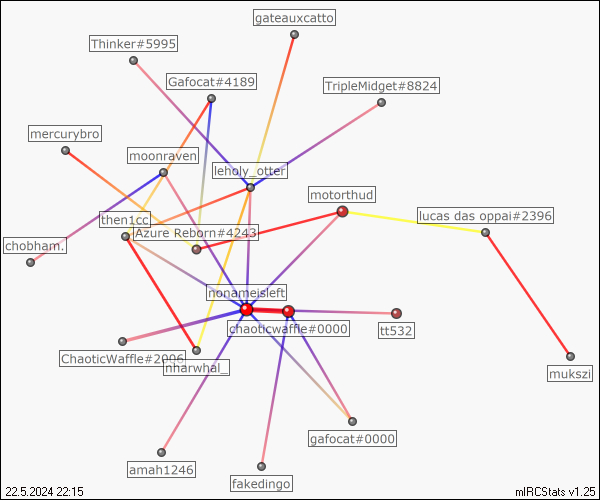 gateauxcatto
Thinker#5995
Gafocat#4189
TripleMidget#8824
mercurybro
moonraven
leholy_otter
motorthud
lucas das oppai#2396
then1cc
Azure Reborn#4243
chobham.
nonamejsleft
chaoticwaffle#0000
tt532
ChaoticWaffle#2006
nharwhal_
mukszi
gafocat#0000
amah1246
fakedingo
22.5.2024 22:15
mIRCStats v1.25